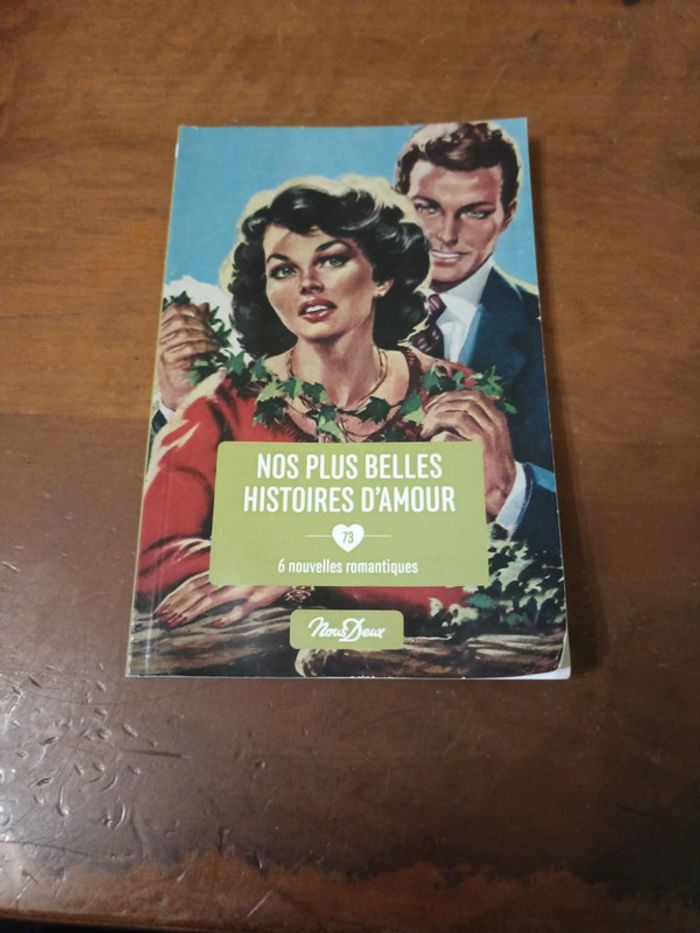 NOS PLUS BELLES
HISTOIRES D'AMOUR
73
6 nouvelles romantiques
Nous Deux